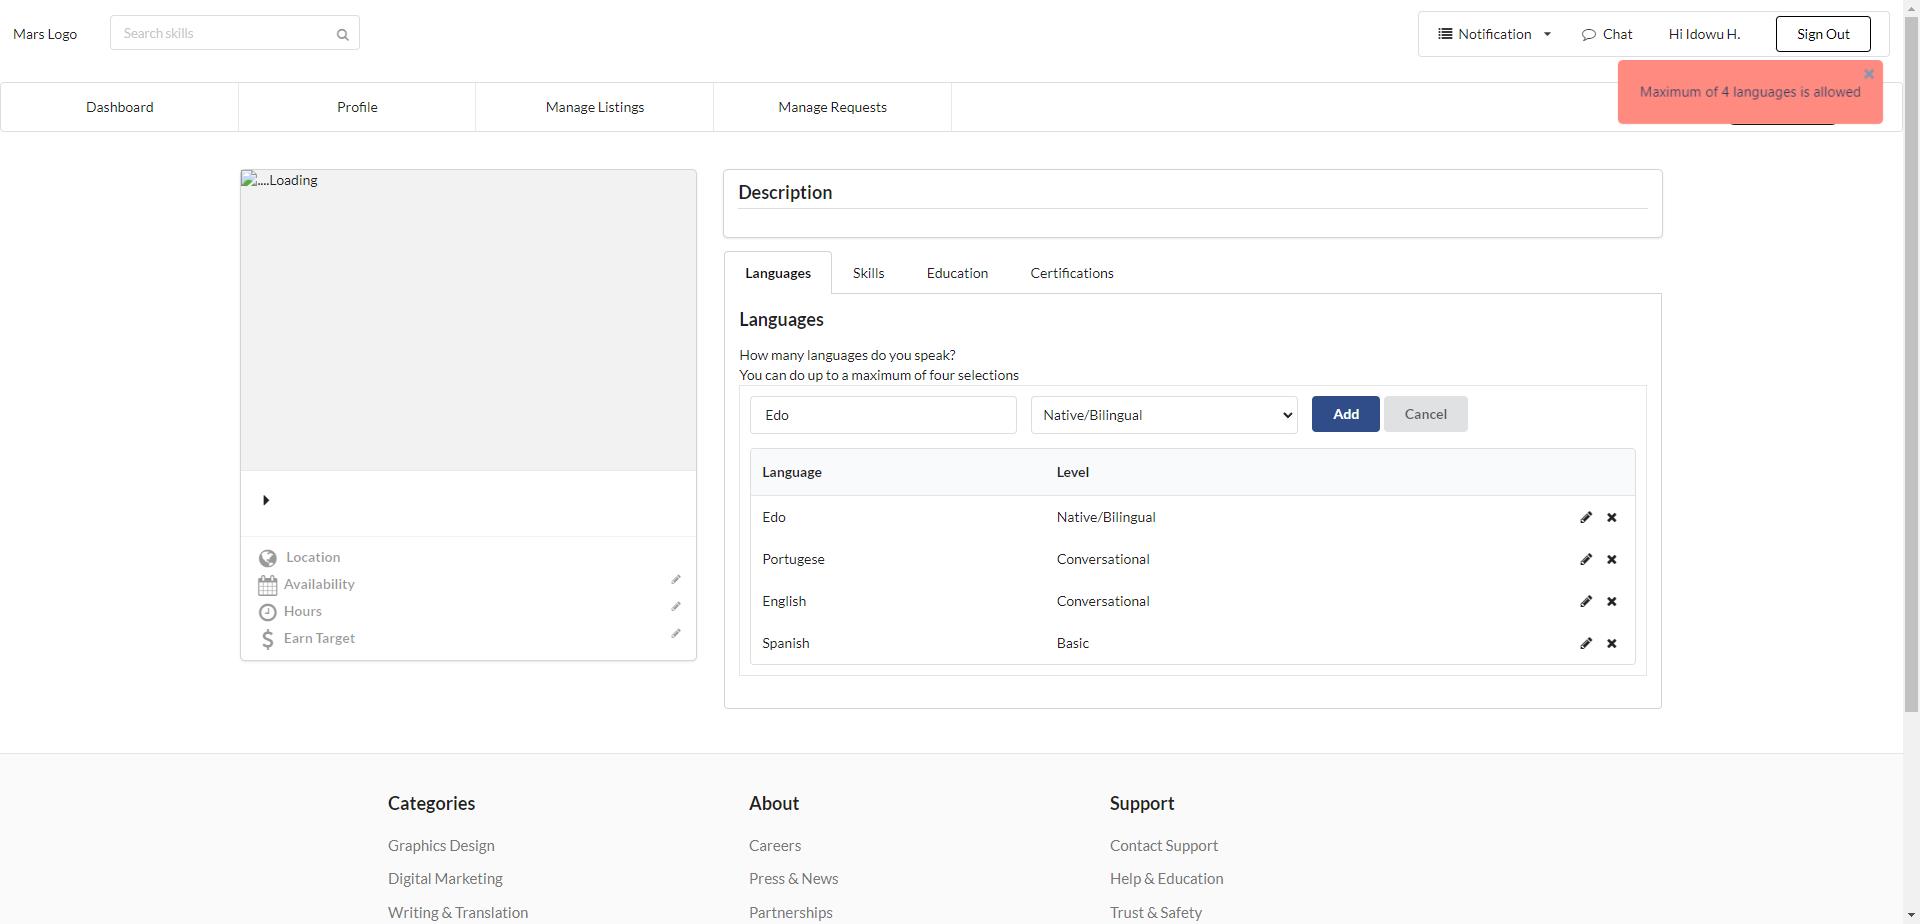 Mars Logo
Search skills
Notification
Chat
Hi Idowu H.
Sign Out
Maximum of 4 languages is allowed
Dashboard
Profile
Manage Listings
Manage Requests
....Loading
Location
Availability
Hours
Earn Target
Description
Languages
Skills
Education
Certifications
Languages
How many languages do you speak?
You can do up to a maximum of four selections
Edo
Native/Bilingual
Add
Cancel
Language Level
Edo Native/Bilingual
Portugese Conversational
English Conversational
Spanish Basic
Categories
Graphics Design
Digital Marketing
Writing & Translation
About
Careers
Press & News
Partnerships
Support
Contact Support
Help & Education
Trust & Safety